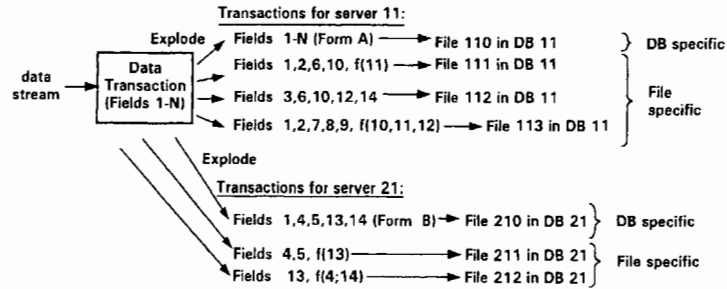 Transactions for server 11:
Explode
Fields 1-N (Form A) File 110 in DB 11
DB specific
data stream
Data Transaction (Fields 1-N)
Fields 1,2,6,10, f(11) File 111 in DB 11
Fields 3,6,10,12,14 File 112 in DB 11
Fields 1,2,7,8,9, f(10,11,12) File 113 in DB 11
File specific
Explode
Transactions for server 21:
Fields 1,4,5,13,14 (Form B) File 210 in DB 21
DB specific
Fields 4,5, f(13) File 211 in DB 21
Fields 13, f(4;14) File 212 in DB 21
File specific